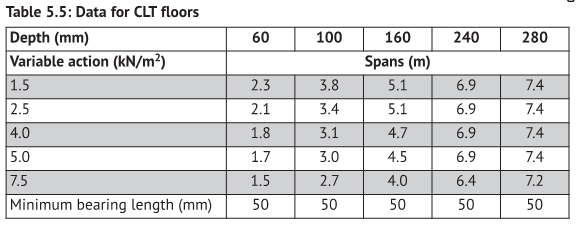 Table 5.5: Data for CLT floors
Depth (mm) 60 100 160 240 280
Variable action (kN/m²) Spans (m)
1.5 2.3 3.8 5.1 6.9 7.4
2.5 2.1 3.4 5.1 6.9 7.4
4.0 1.8 3.1 4.7 6.9 7.4
5.0 1.7 3.0 4.5 6.9 7.4
7.5 1.5 2.7 4.0 6.4 7.2
Minimum bearing length (mm) 50 50 50 50 50